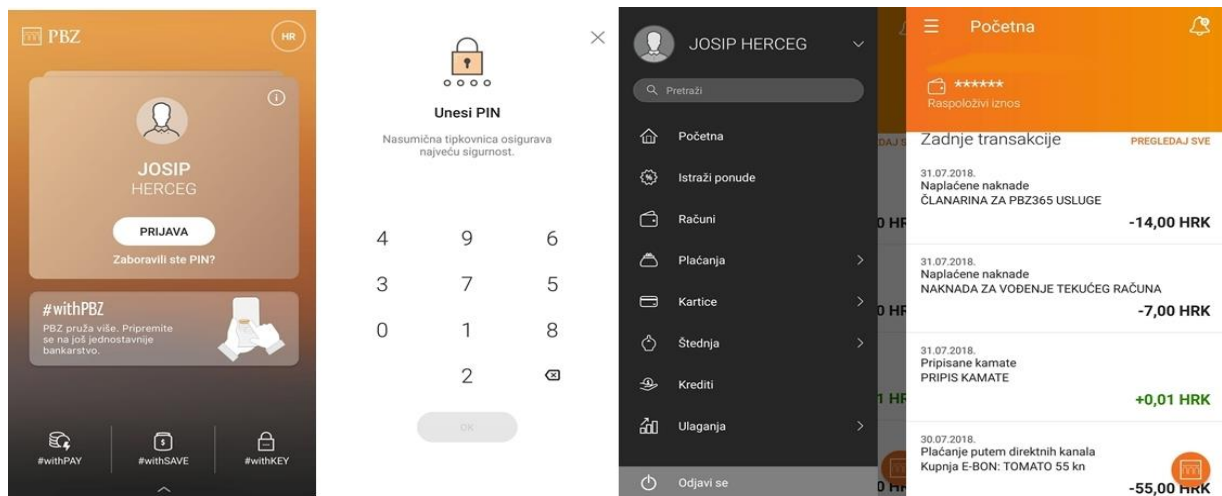 PBZ
HR
JOSIP
HERCEG
PRIJAVA
Zaboravili ste PIN?
#withPBZ
PBZ pruža više. Pripremite
se na još jednostavnije
bankarstvo.
#withPAY
#withSAVE
#withKEY
Unesi PIN
Nasumična tipkovnica osigurava
najveću sigurnost.
4 9 6
3 7 5
0 1 8
2
OK
JOSIP HERCEG
Pretraži
Početna
Istraži ponude
Računi
Plaćanja
Kartice
Štednja
Krediti
Ulaganja
Odjavi se
Početna
******
Raspoloživi iznos
Zadnje transakcije PREGLEDAJ SVE
31.07.2018.
Naplaćene naknade
ČLANARINA ZA PBZ365 USLUGE
-14,00 HRK
31.07.2018.
Naplaćene naknade
NAKNADA ZA VOĐENJE TEKUĆEG RAČUNA
-7,00 HRK
31.07.2018.
Pripisane kamate
PRIPIS KAMATE
+0,01 HRK
30.07.2018.
Plaćanje putem direktnih kanala
Kupnja E-BON: TOMATO 55 kn
-55,00 HRK